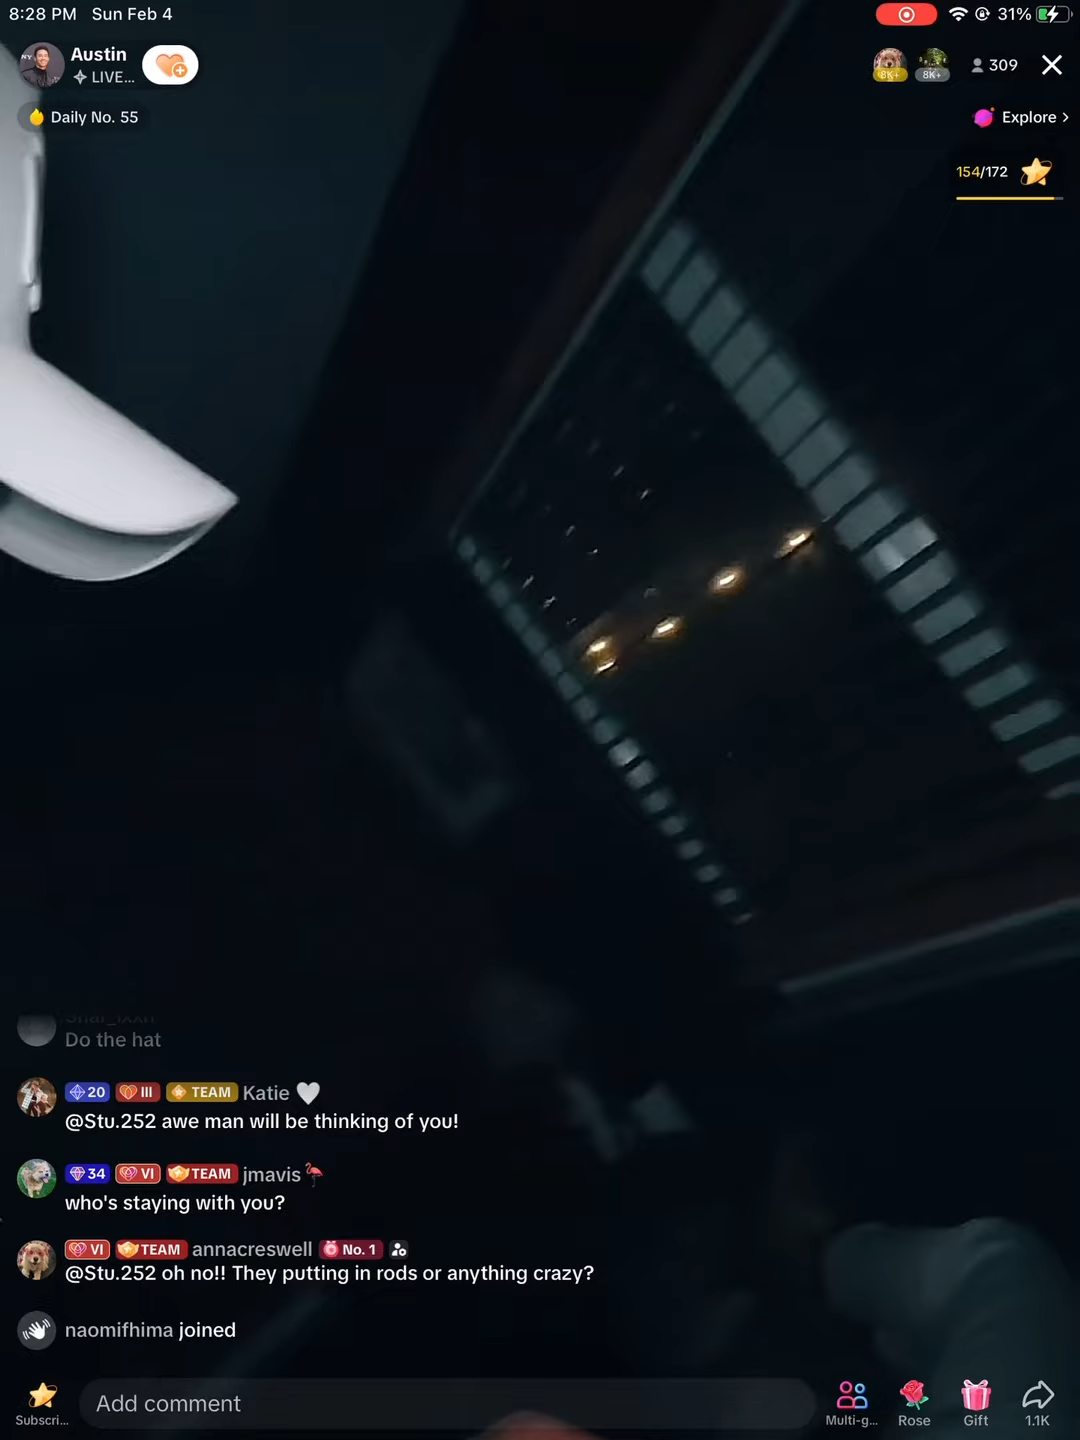 8:28 PM Sun Feb 4
31%
Austin
LIVE...
8K+
8K+
309
Daily No. 55
Explore >
154/172
Do the hat
20 III TEAM Katie
@Stu.252 awe man will be thinking of you!
34 VI TEAM jmavis
who's staying with you?
VI TEAM annacreswell No. 1
@Stu.252 oh no!! They putting in rods or anything crazy?
naomifhima joined
Subscri...
Add comment
Multi-g...
Rose
Gift
1.1K